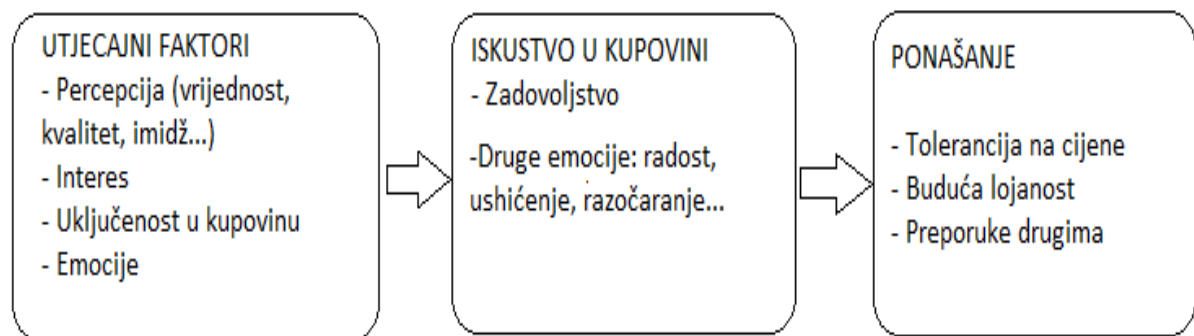 UTJECAJNI FAKTORI
- Percepcija (vrijednost,
kvalitet, imidž...)
- Interes
- Uključenost u kupovinu
- Emocije
ISKUSTVO U KUPOVINI
- Zadovoljstvo
-Druge emocije: radost,
ushićenje, razočaranje...
PONAŠANJE
- Tolerancija na cijene
- Buduća lojanost
- Preporuke drugima